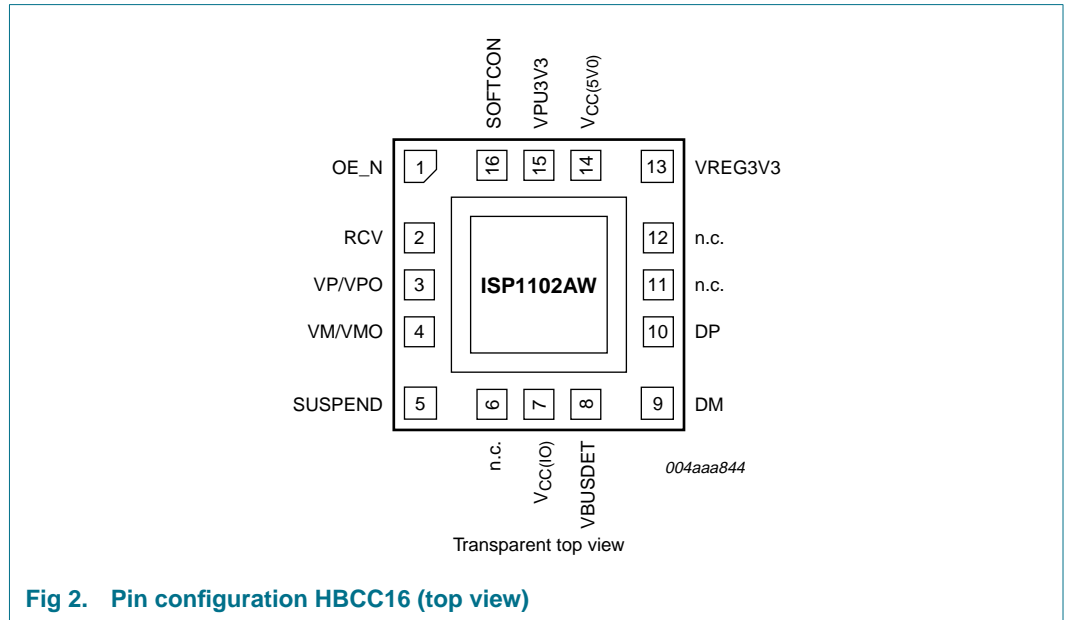 SOFTCON
VPU3V3
VCC(5V0)
OE_N 1 16 15 14 13 VREG3V3
RCV 2 12 n.c.
VP/VPO 3 ISP1102AW 11 n.c.
VM/VMO 4 10 DP
SUSPEND 5 6 7 8 9 DM
n.c.
VCC(IO)
VBUSDET
004aaa844
Transparent top view
Fig 2. Pin configuration HBCC16 (top view)